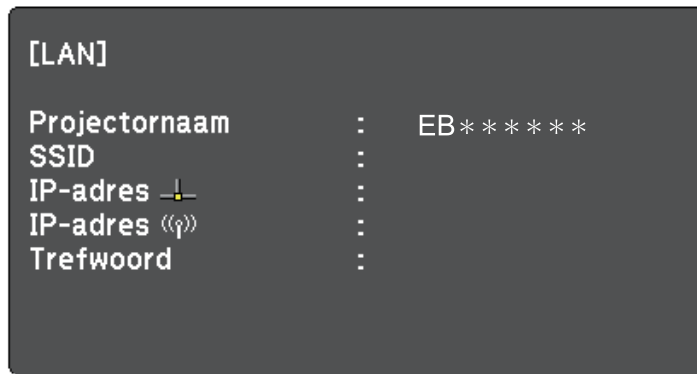 [LAN]
Projectornaam : EB******
SSID :
IP-adres :
IP-adres :
Trefwoord :